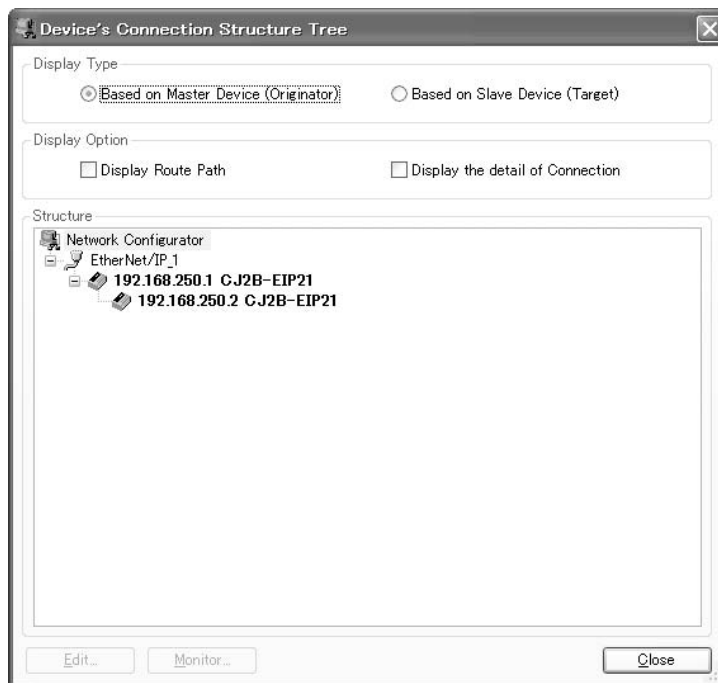 Device's Connection Structure Tree
Display Type
Based on Master Device (Originator) Based on Slave Device (Target)
Display Option
Display Route Path Display the detail of Connection
Structure
Network Configurator
EtherNet/IP_1
192.168.250.1 CJ2B-EIP21
192.168.250.2 CJ2B-EIP21
Edit... Monitor... Close